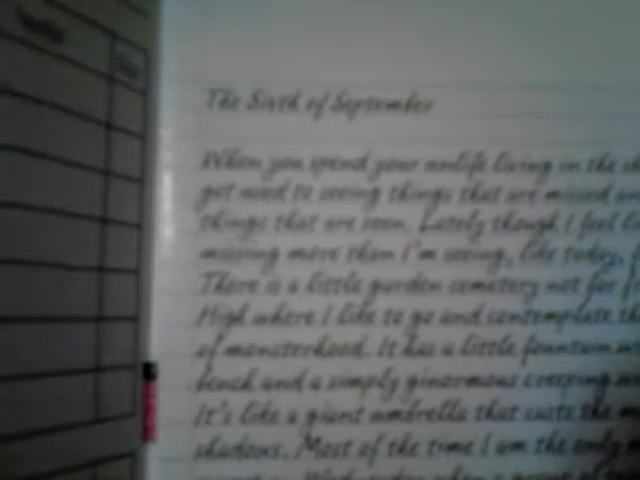 The Sixth of September
When you spend your unlife living in the
get used to seeing things that are missed
things that are seen. Lately though I feel
missing more than I'm seeing, like today,
There is a little garden cemetery not far
High where I like to go and contemplate
of monsterhood. It has a little fountain
bench and a simply ginormous creeping
It's like a giant umbrella that casts the
shadows. Most of the time I am the only